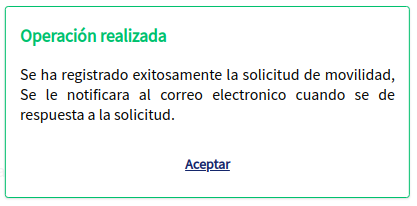 Operación realizada
Se ha registrado exitosamente la solicitud de movilidad,
Se le notificara al correo electronico cuando se de
respuesta a la solicitud.
Aceptar